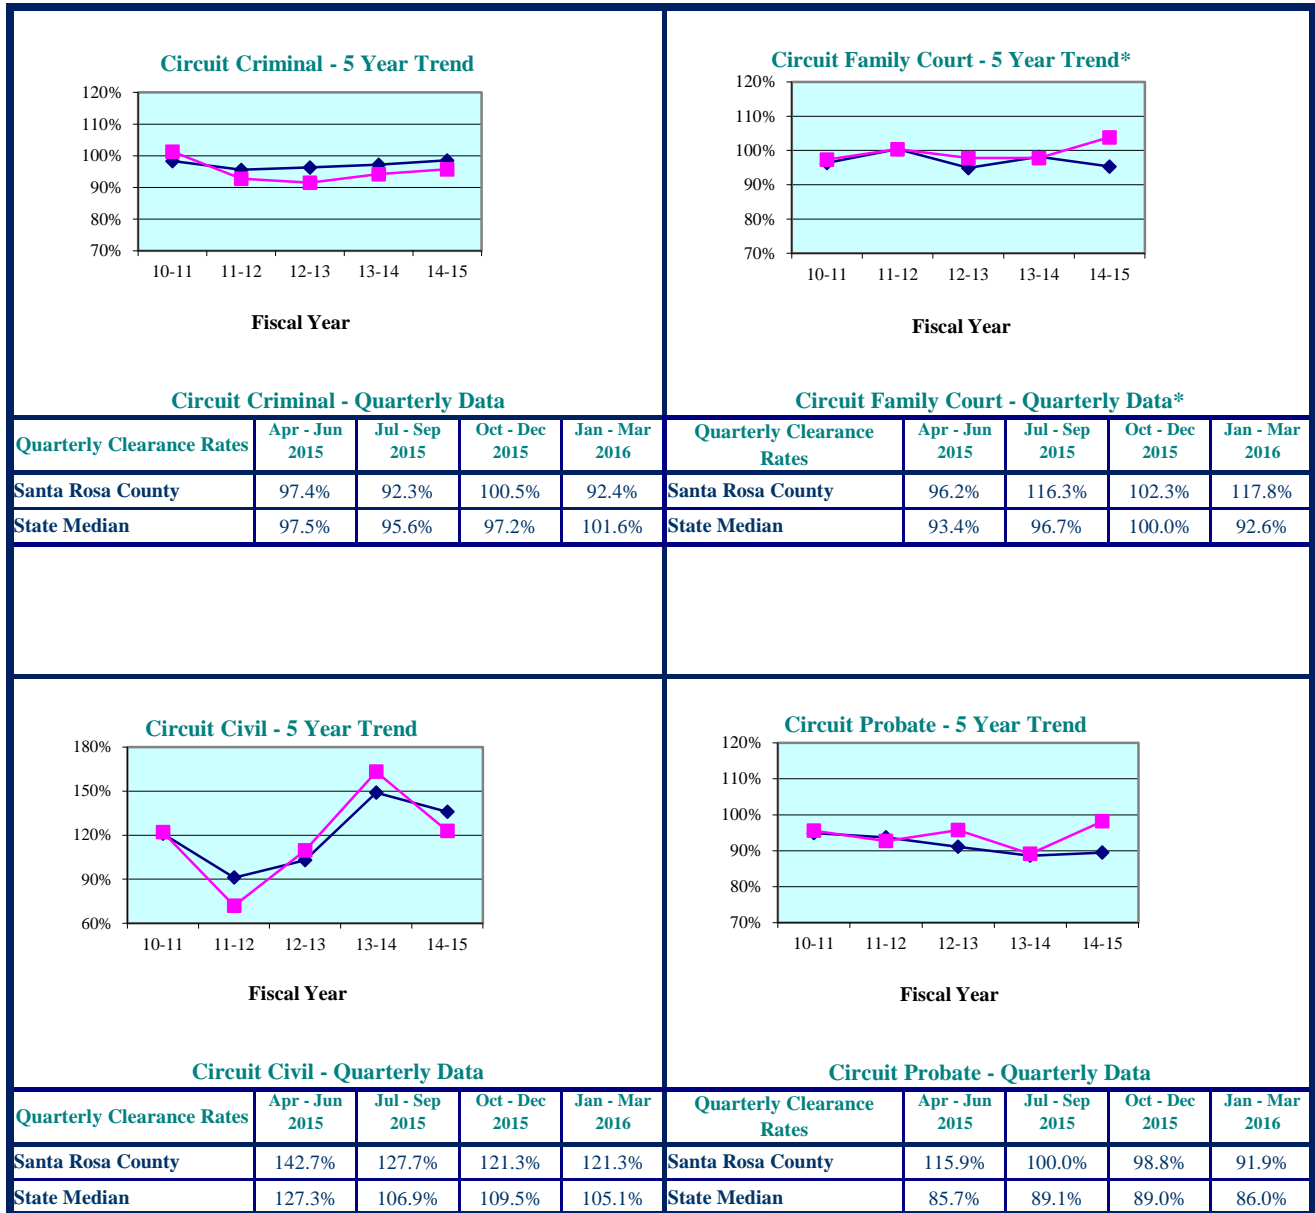 Circuit Criminal - 5 Year Trend
120%
110%
100%
90%
80%
70%
10-11 11-12 12-13 13-14 14-15
Fiscal Year
Circuit Criminal - Quarterly Data
Quarterly Clearance Rates Apr - Jun 2015 Jul - Sep 2015 Oct - Dec 2015 Jan - Mar 2016
Santa Rosa County 97.4% 92.3% 100.5% 92.4%
State Median 97.5% 95.6% 97.2% 101.6%
Circuit Family Court - 5 Year Trend*
120%
110%
100%
90%
80%
70%
10-11 11-12 12-13 13-14 14-15
Fiscal Year
Circuit Family Court - Quarterly Data*
Quarterly Clearance Rates Apr - Jun 2015 Jul - Sep 2015 Oct - Dec 2015 Jan - Mar 2016
Santa Rosa County 96.2% 116.3% 102.3% 117.8%
State Median 93.4% 96.7% 100.0% 92.6%
Circuit Civil - 5 Year Trend
180%
150%
120%
90%
60%
10-11 11-12 12-13 13-14 14-15
Fiscal Year
Circuit Civil - Quarterly Data
Quarterly Clearance Rates Apr - Jun 2015 Jul - Sep 2015 Oct - Dec 2015 Jan - Mar 2016
Santa Rosa County 142.7% 127.7% 121.3% 121.3%
State Median 127.3% 106.9% 109.5% 105.1%
Circuit Probate - 5 Year Trend
120%
110%
100%
90%
80%
70%
10-11 11-12 12-13 13-14 14-15
Fiscal Year
Circuit Probate - Quarterly Data
Quarterly Clearance Rates Apr - Jun 2015 Jul - Sep 2015 Oct - Dec 2015 Jan - Mar 2016
Santa Rosa County 115.9% 100.0% 98.8% 91.9%
State Median 85.7% 89.1% 89.0% 86.0%